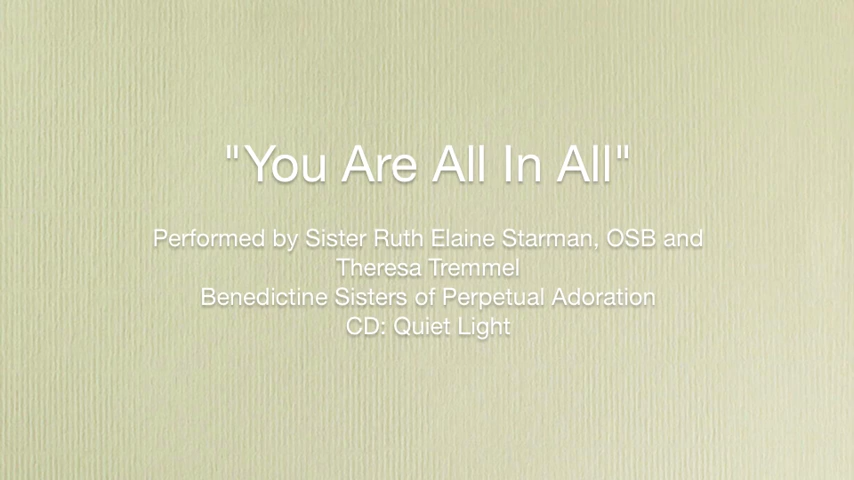 "You Are All In All"
Performed by Sister Ruth Elaine Starman, OSB and
Theresa Tremmel
Benedictine Sisters of Perpetual Adoration
CD: Quiet Light